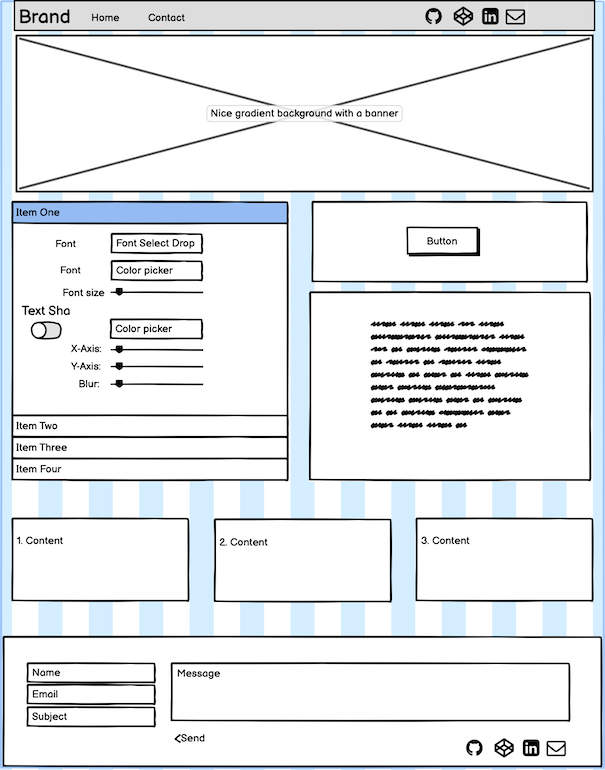 Brand Home Contact
Nice gradient background with a banner
Item One
Font Font Select Drop
Font Color picker
Font size
Text Sha
Color picker
X-Axis:
Y-Axis:
Blur:
Item Two
Item Three
Item Four
Button
1. Content
2. Content
3. Content
Name
Email
Subject
Message
<Send